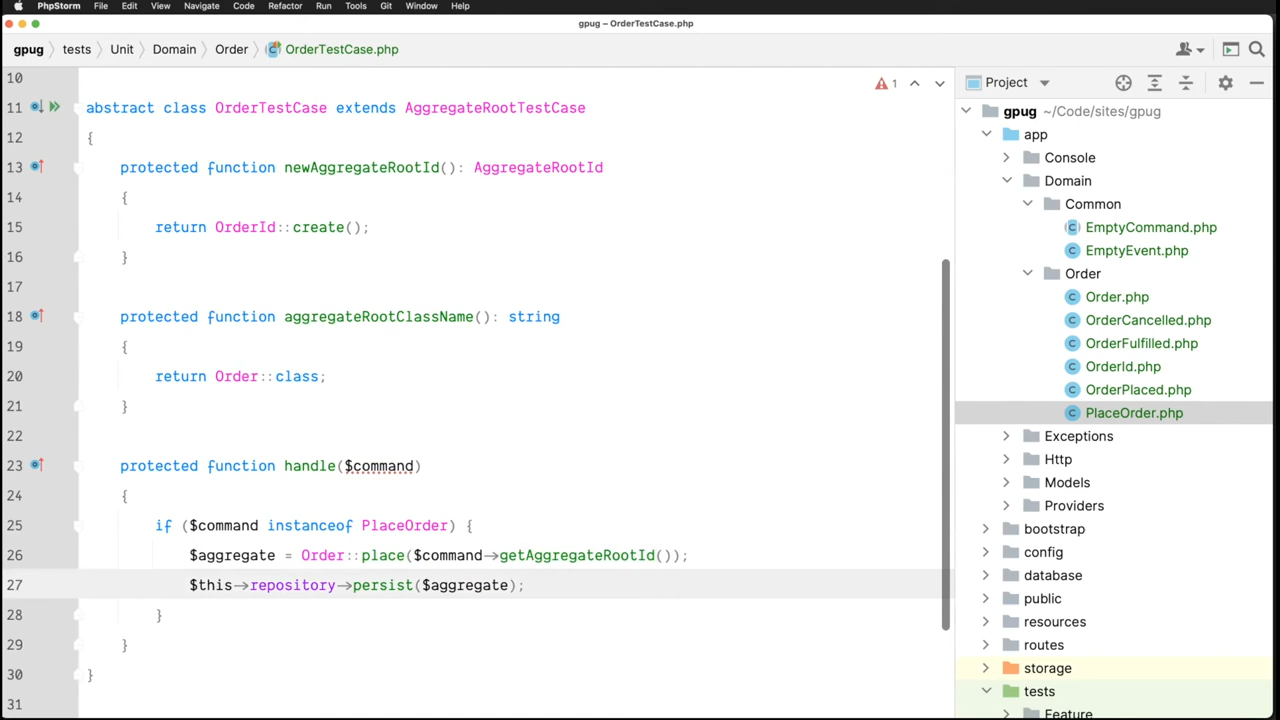 PhpStorm File Edit View Navigate Code Refactor Run Tools Git Window Help
gpug – OrderTestCase.php
gpug tests Unit Domain Order OrderTestCase.php
10
11 abstract class OrderTestCase extends AggregateRootTestCase
12 {
13 protected function newAggregateRootId(): AggregateRootId
14 {
15 return OrderId::create();
16 }
17
18 protected function aggregateRootClassName(): string
19 {
20 return Order::class;
21 }
22
23 protected function handle($command)
24 {
25 if ($command instanceof PlaceOrder) {
26 $aggregate = Order::place($command->getAggregateRootId());
27 $this->repository->persist($aggregate);
28 }
29 }
30 }
31
1
Project
gpug ~/Code/sites/gpug
app
Console
Domain
Common
EmptyCommand.php
EmptyEvent.php
Order
Order.php
OrderCancelled.php
OrderFulfilled.php
OrderId.php
OrderPlaced.php
PlaceOrder.php
Exceptions
Http
Models
Providers
bootstrap
config
database
public
resources
routes
storage
tests
Feature